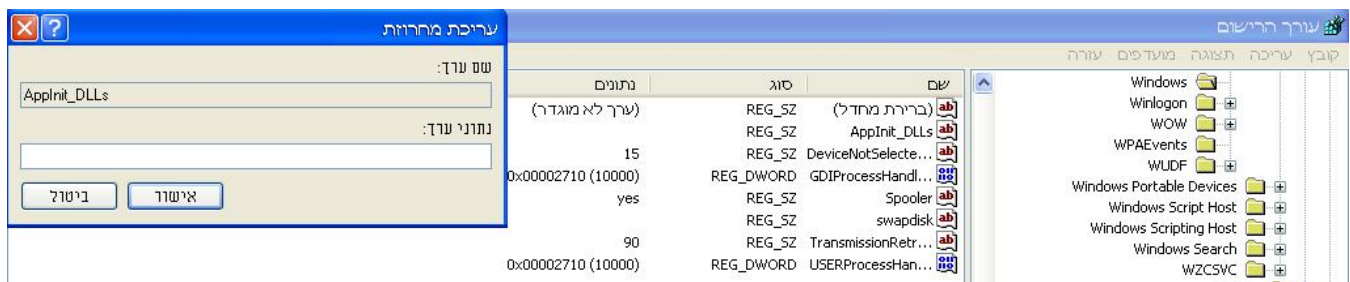 עורך הרישום
קובץ עריכה תצוגה מועדפים עזרה
Windows
Winlogon
WOW
WPAEvents
WUDF
Windows Portable Devices
Windows Script Host
Windows Scripting Host
Windows Search
WZCSVC
שם סוג נתונים
(ברירת מחדל) REG_SZ (ערך לא מוגדר)
AppInit_DLLs REG_SZ
DeviceNotSelecte... REG_SZ 15
GDIProcessHandl... REG_DWORD 0x00002710 (10000)
Spooler REG_SZ yes
swapdisk REG_SZ
TransmissionRetr... REG_SZ 90
USERProcessHan... REG_DWORD 0x00002710 (10000)
עריכת מחרוזת
שם ערך:
AppInit_DLLs
נתוני ערך:
אישור ביטול